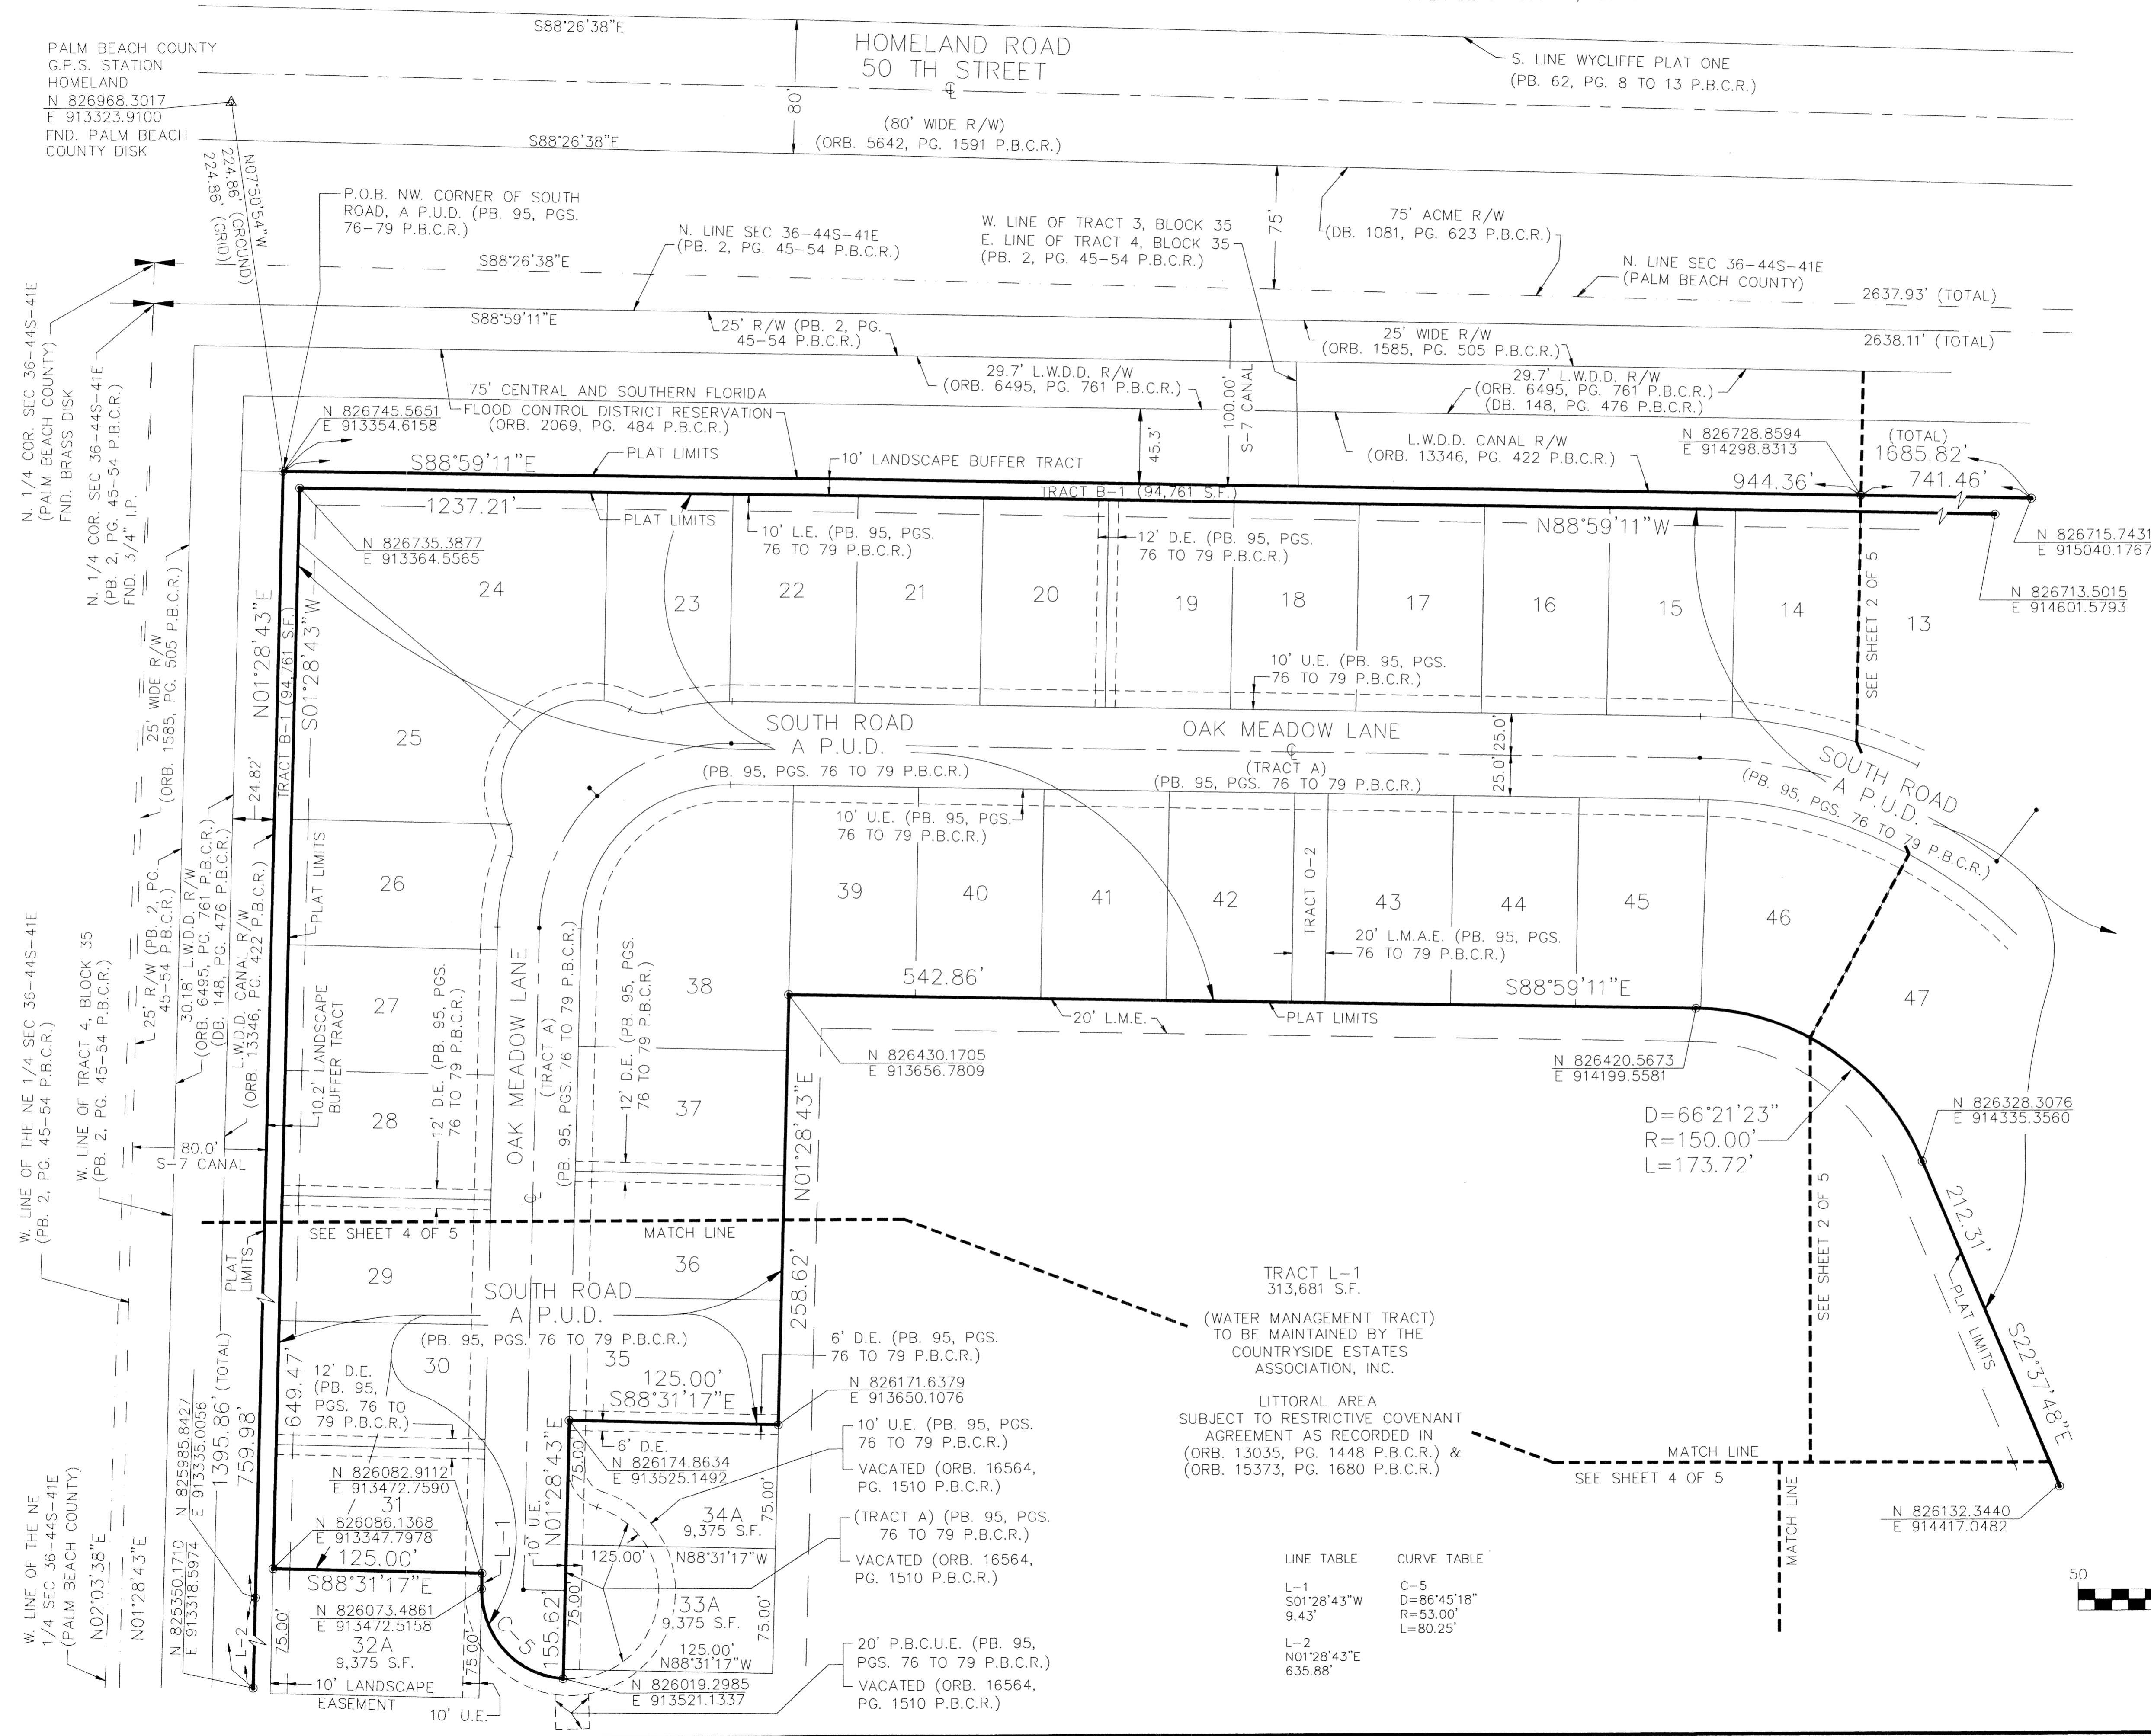 S88°26'38"E
HOMELAND ROAD
50 TH STREET
℄
80'
(80' WIDE R/W)
(ORB. 5642, PG. 1591 P.B.C.R.)
S88°26'38"E
S. LINE WYCLIFFE PLAT ONE
(PB. 62, PG. 8 TO 13 P.B.C.R.)
PALM BEACH COUNTY
G.P.S. STATION
HOMELAND
N 826968.3017
E 913323.9100
FND. PALM BEACH
COUNTY DISK
N07°50'54"W
224.86' (GROUND)
224.86' (GRID)
P.O.B. NW. CORNER OF SOUTH
ROAD, A P.U.D. (PB. 95, PGS.
76-79 P.B.C.R.)
N. LINE SEC 36-44S-41E
(PB. 2, PG. 45-54 P.B.C.R.)
W. LINE OF TRACT 3, BLOCK 35
E. LINE OF TRACT 4, BLOCK 35
(PB. 2, PG. 45-54 P.B.C.R.)
75'
75' ACME R/W
(DB. 1081, PG. 623 P.B.C.R.)
N. LINE SEC 36-44S-41E
(PALM BEACH COUNTY)
2637.93' (TOTAL)
S88°26'38"E
S88°59'11"E
25' R/W (PB. 2, PG.
45-54 P.B.C.R.)
25' WIDE R/W
(ORB. 1585, PG. 505 P.B.C.R.)
2638.11' (TOTAL)
29.7' L.W.D.D. R/W
(ORB. 6495, PG. 761 P.B.C.R.)
100.00'
S-7 CANAL
29.7' L.W.D.D. R/W
(ORB. 6495, PG. 761 P.B.C.R.)
(DB. 148, PG. 476 P.B.C.R.)
75' CENTRAL AND SOUTHERN FLORIDA
FLOOD CONTROL DISTRICT RESERVATION
(ORB. 2069, PG. 484 P.B.C.R.)
N 826745.5651
E 913354.6158
45.3'
L.W.D.D. CANAL R/W
(ORB. 13346, PG. 422 P.B.C.R.)
N 826728.8594
E 914298.8313
(TOTAL)
1685.82'
S88°59'11"E
PLAT LIMITS
10' LANDSCAPE BUFFER TRACT
TRACT B-1 (94,761 S.F.)
944.36'
741.46'
1237.21'
PLAT LIMITS
N88°59'11"W
N 826715.7431
E 915040.1767
N 826735.3877
E 913364.5565
10' L.E. (PB. 95, PGS.
76 TO 79 P.B.C.R.)
12' D.E. (PB. 95, PGS.
76 TO 79 P.B.C.R.)
N 826713.5015
E 914601.5793
SEE SHEET 2 OF 5
24
23
22
21
20
19
18
17
16
15
14
13
N. 1/4 COR. SEC 36-44S-41E
(PALM BEACH COUNTY)
FND. BRASS DISK
N. 1/4 COR. SEC 36-44S-41E
(PB. 2, PG. 45-54 P.B.C.R.)
FND. 3/4" I.P.
25' WIDE R/W
(ORB. 1585, PG. 505 P.B.C.R.)
N01°28'43"E
TRACT B-1 (94,761 S.F.)
S01°28'43"W
24.82'
PLAT LIMITS
10' U.E. (PB. 95, PGS.
76 TO 79 P.B.C.R.)
25
SOUTH ROAD
A P.U.D.
(PB. 95, PGS. 76 TO 79 P.B.C.R.)
OAK MEADOW LANE
℄
(TRACT A)
(PB. 95, PGS. 76 TO 79 P.B.C.R.)
25.0'
25.0'
SOUTH ROAD
A P.U.D.
(PB. 95, PGS. 76 TO 79 P.B.C.R.)
10' U.E. (PB. 95, PGS.
76 TO 79 P.B.C.R.)
26
39
40
41
42
TRACT O-2
43
44
45
46
47
20' L.M.A.E. (PB. 95, PGS.
76 TO 79 P.B.C.R.)
25' R/W (PB. 2, PG.
45-54 P.B.C.R.)
30.18' L.W.D.D. R/W
(ORB. 6495, PG. 761 P.B.C.R.)
(DB. 148, PG. 476 P.B.C.R.)
L.W.D.D. CANAL R/W
(ORB. 13346, PG. 422 P.B.C.R.)
W. LINE OF THE NE 1/4 SEC 36-44S-41E
(PB. 2, PG. 45-54 P.B.C.R.)
W. LINE OF TRACT 4, BLOCK 35
(PB. 2, PG. 45-54 P.B.C.R.)
10.2' LANDSCAPE
BUFFER TRACT
27
12' D.E. (PB. 95, PGS.
76 TO 79 P.B.C.R.)
OAK MEADOW LANE
(TRACT A)
(PB. 95, PGS. 76 TO 79 P.B.C.R.)
℄
12' D.E. (PB. 95, PGS.
76 TO 79 P.B.C.R.)
38
542.86'
S88°59'11"E
20' L.M.E.
PLAT LIMITS
N 826430.1705
E 913656.7809
N 826420.5673
E 914199.5581
N01°28'43"E
28
37
D=66°21'23"
R=150.00'
L=173.72'
N 826328.3076
E 914335.3560
80.0'
S-7 CANAL
SEE SHEET 4 OF 5
MATCH LINE
SEE SHEET 2 OF 5
212.31'
PLAT LIMITS
S22°37'48"E
29
36
258.62'
PLAT
LIMITS
SOUTH ROAD
A P.U.D.
(PB. 95, PGS. 76 TO 79 P.B.C.R.)
TRACT L-1
313,681 S.F.
(WATER MANAGEMENT TRACT)
TO BE MAINTAINED BY THE
COUNTRYSIDE ESTATES
ASSOCIATION, INC.
LITTORAL AREA
SUBJECT TO RESTRICTIVE COVENANT
AGREEMENT AS RECORDED IN
(ORB. 13035, PG. 1448 P.B.C.R.) &
(ORB. 15373, PG. 1680 P.B.C.R.)
MATCH LINE
SEE SHEET 4 OF 5
MATCH LINE
30
35
6' D.E. (PB. 95, PGS.
76 TO 79 P.B.C.R.)
125.00'
S88°31'17"E
N 826171.6379
E 913650.1076
649.47'
12' D.E.
(PB. 95,
PGS. 76 TO
79 P.B.C.R.)
1395.86' (TOTAL)
759.98'
N 825985.8427
E 913335.0056
N 825350.1710
E 913318.5974
L-2
6' D.E.
N 826174.8634
E 913525.1492
10' U.E. (PB. 95, PGS.
76 TO 79 P.B.C.R.)
VACATED (ORB. 16564,
PG. 1510 P.B.C.R.)
N 826082.9112
E 913472.7590
31
N 826086.1368
E 913347.7978
125.00'
S88°31'17"E
L-1
10' U.E.
N01°28'43"E
75.00'
34A
9,375 S.F.
75.00'
125.00'
N88°31'17"W
(TRACT A) (PB. 95, PGS.
76 TO 79 P.B.C.R.)
VACATED (ORB. 16564,
PG. 1510 P.B.C.R.)
N 826132.3440
E 914417.0482
W. LINE OF THE NE
1/4 SEC 36-44S-41E
(PALM BEACH COUNTY)
N02°03'38"E
N01°28'43"E
N 826073.4861
E 913472.5158
32A
9,375 S.F.
75.00'
75.00'
C-5
155.62'
75.00'
33A
9,375 S.F.
75.00'
125.00'
N88°31'17"W
20' P.B.C.U.E. (PB. 95,
PGS. 76 TO 79 P.B.C.R.)
VACATED (ORB. 16564,
PG. 1510 P.B.C.R.)
10' LANDSCAPE
EASEMENT
10' U.E.
N 826019.2985
E 913521.1337
LINE TABLE
L-1
S01°28'43"W
9.43'
L-2
N01°28'43"E
635.88'
CURVE TABLE
C-5
D=86°45'18"
R=53.00'
L=80.25'
50